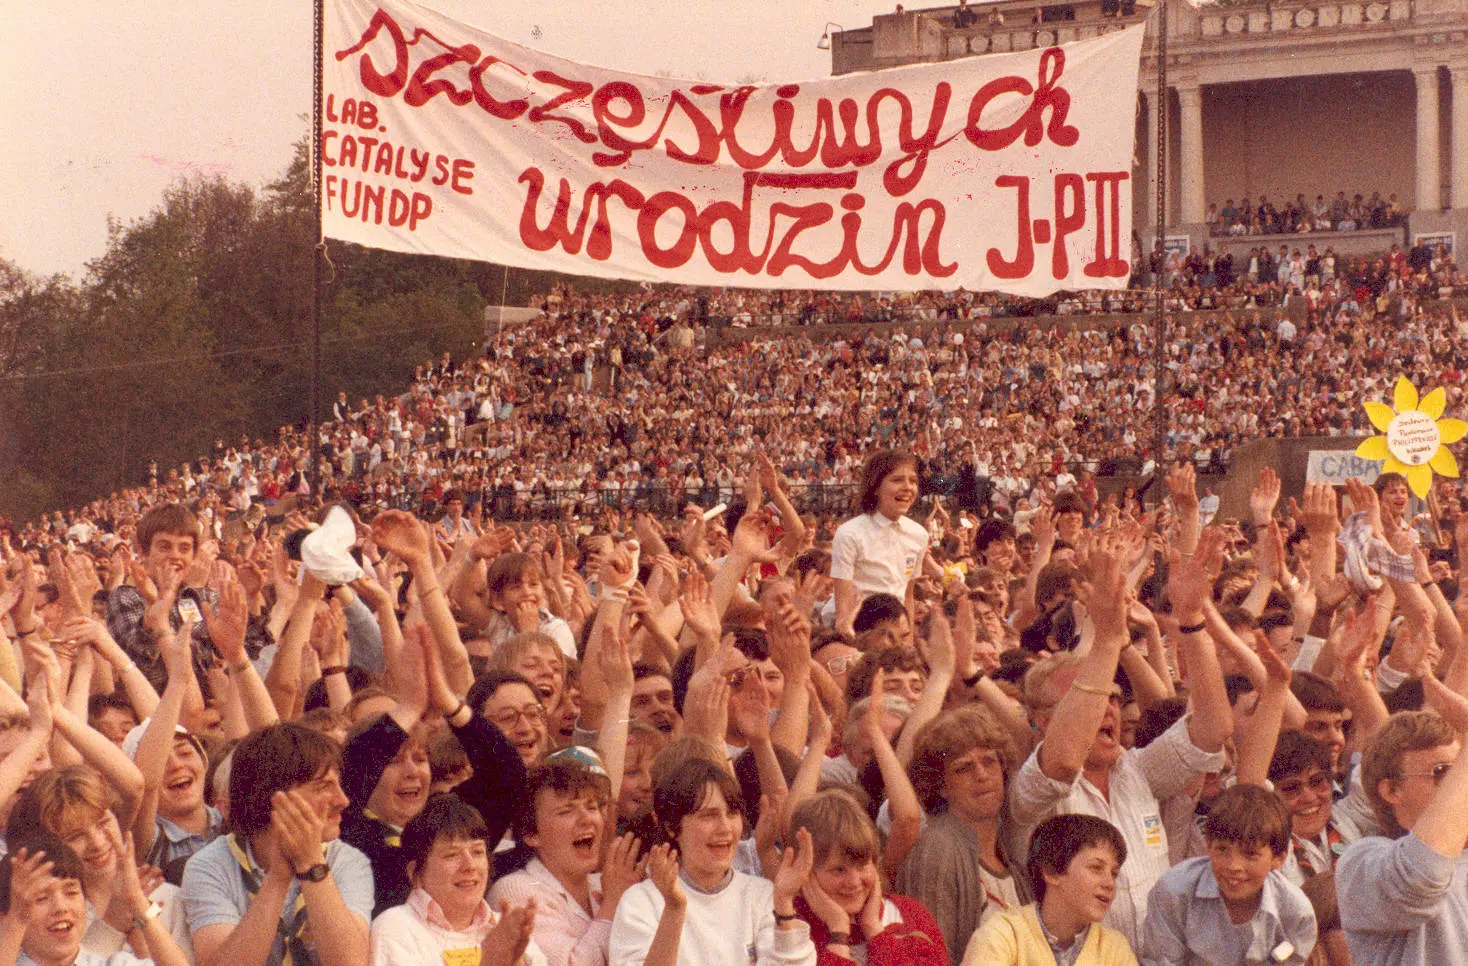 szczęśliwych
urodzin J-P II
LAB.
CATALYSE
FUNDP
CABA